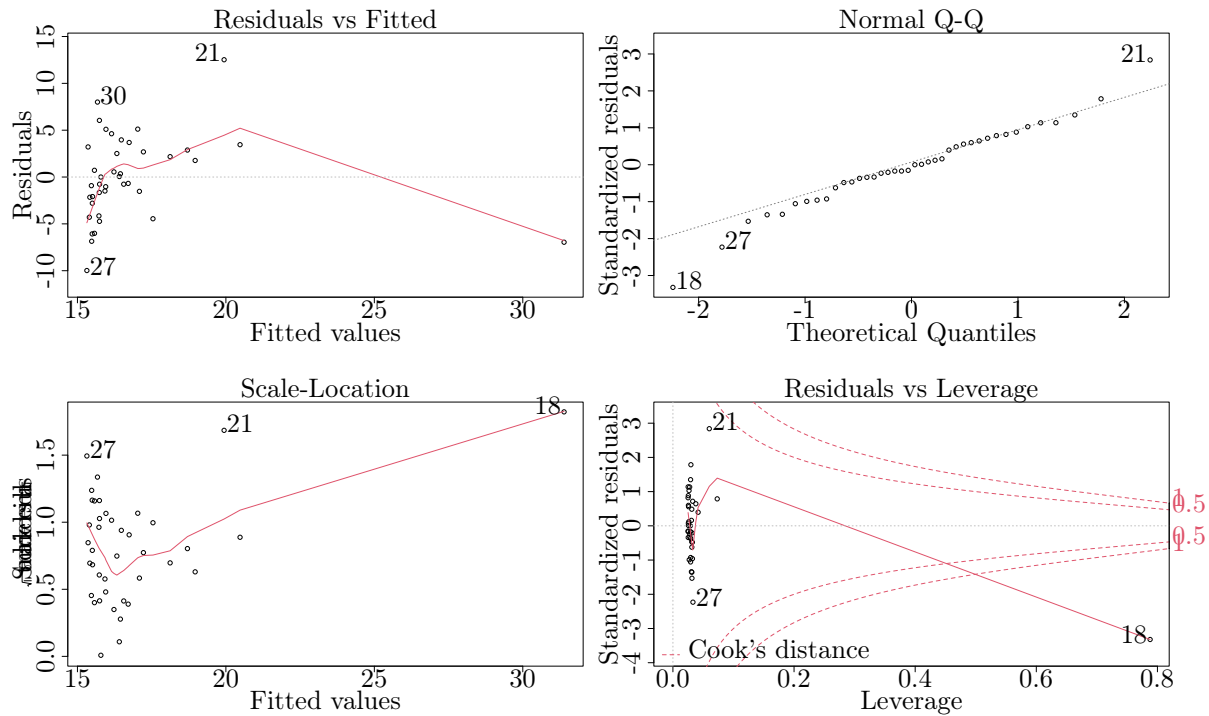 Residuals vs Fitted
Residuals
-10 -5 0 5 10 15
21
30
27
15 20 25 30
Fitted values
Normal Q-Q
Standardized residuals
-3 -2 -1 0 1 2 3
21
27
18
-2 -1 0 1 2
Theoretical Quantiles
Scale-Location
0.0 0.5 1.0 1.5
18
21
27
15 20 25 30
Fitted values
Residuals vs Leverage
Standardized residuals
-4 -3 -2 -1 0 1 2 3
21
27
18
1
0.5
0.5
1
Cook's distance
0.0 0.2 0.4 0.6 0.8
Leverage